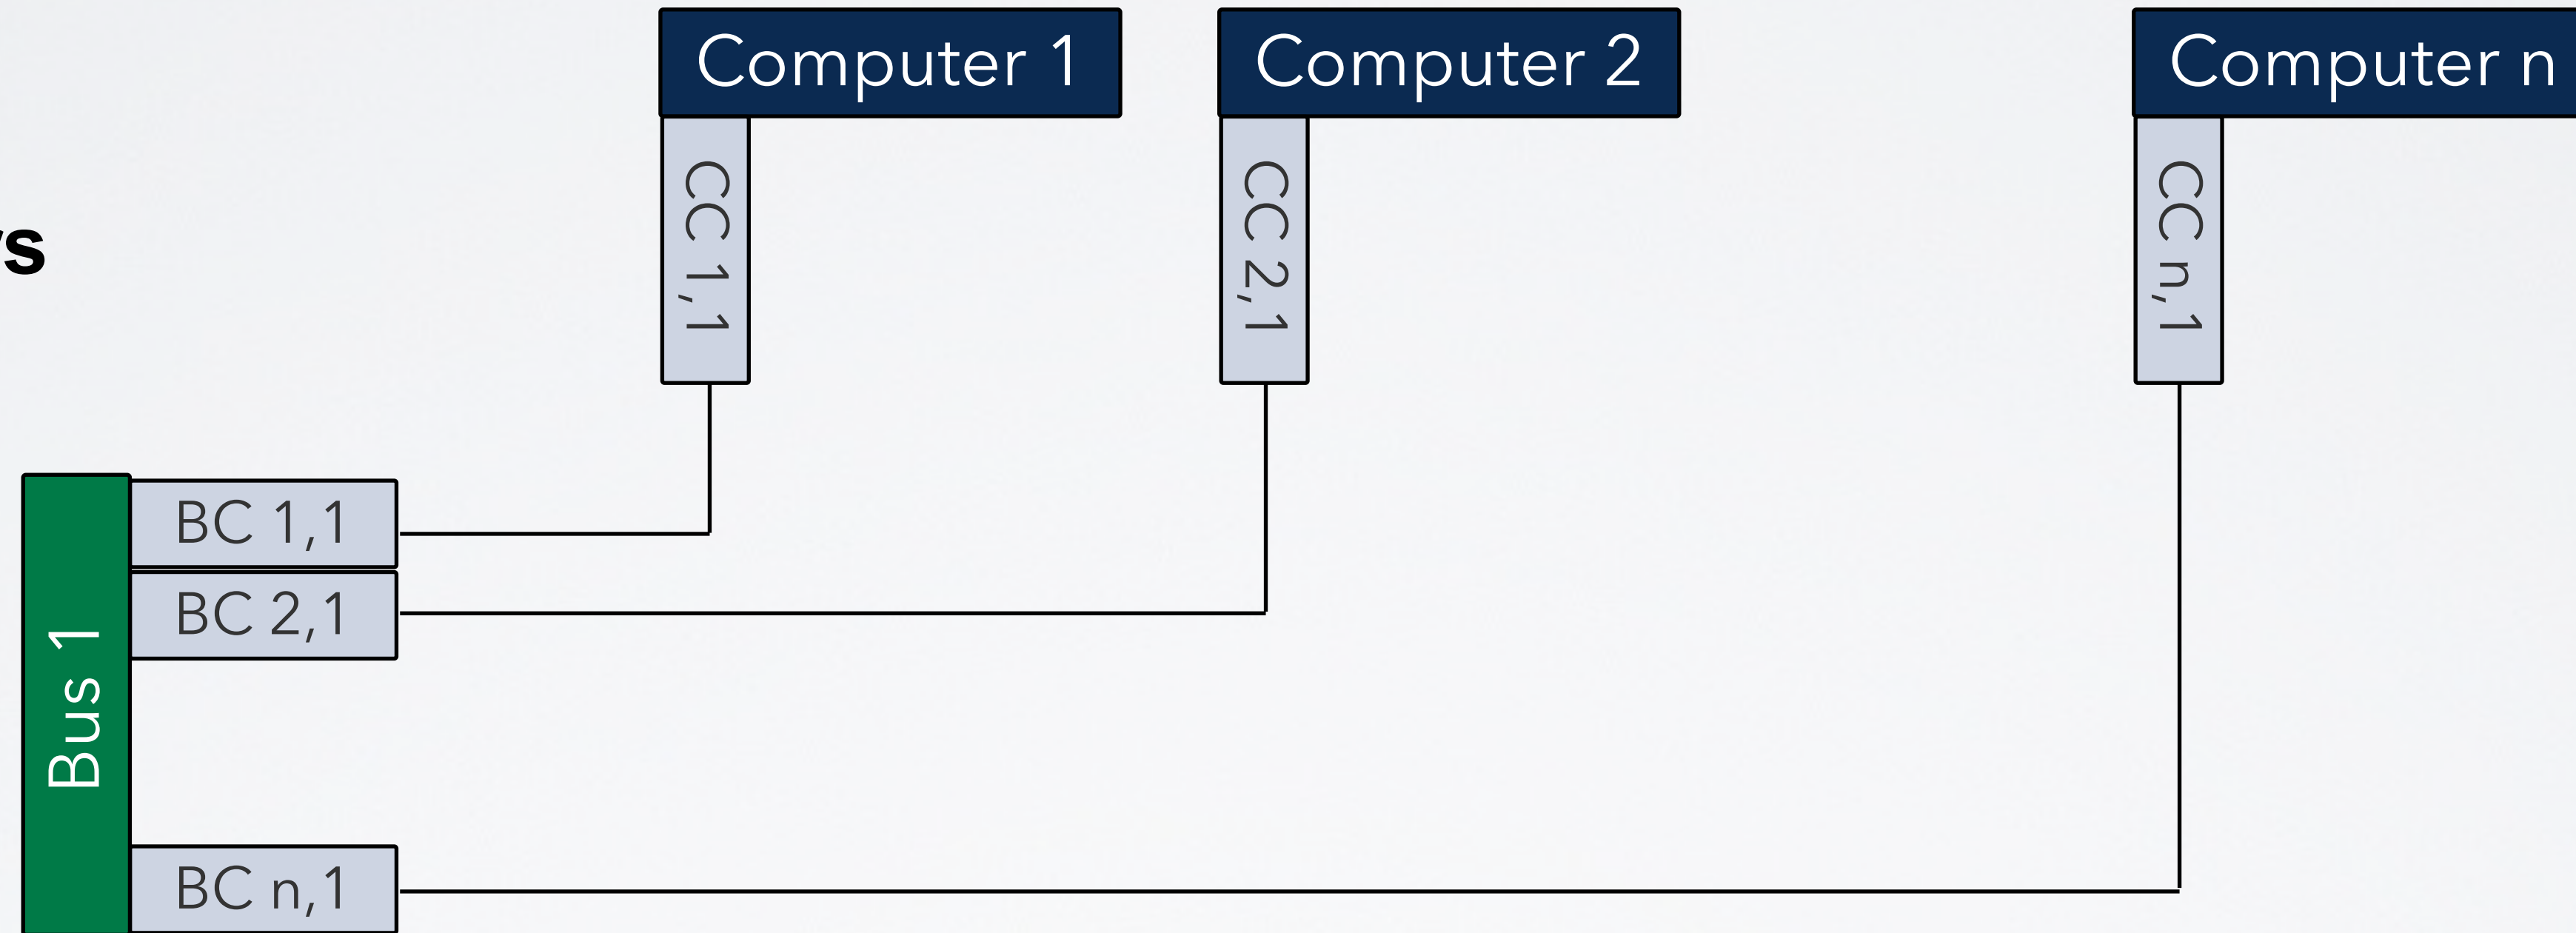 Computer 1
Computer 2
Computer n
CC 1,1
CC 2,1
CC n,1
BC 1,1
BC 2,1
Bus 1
BC n,1